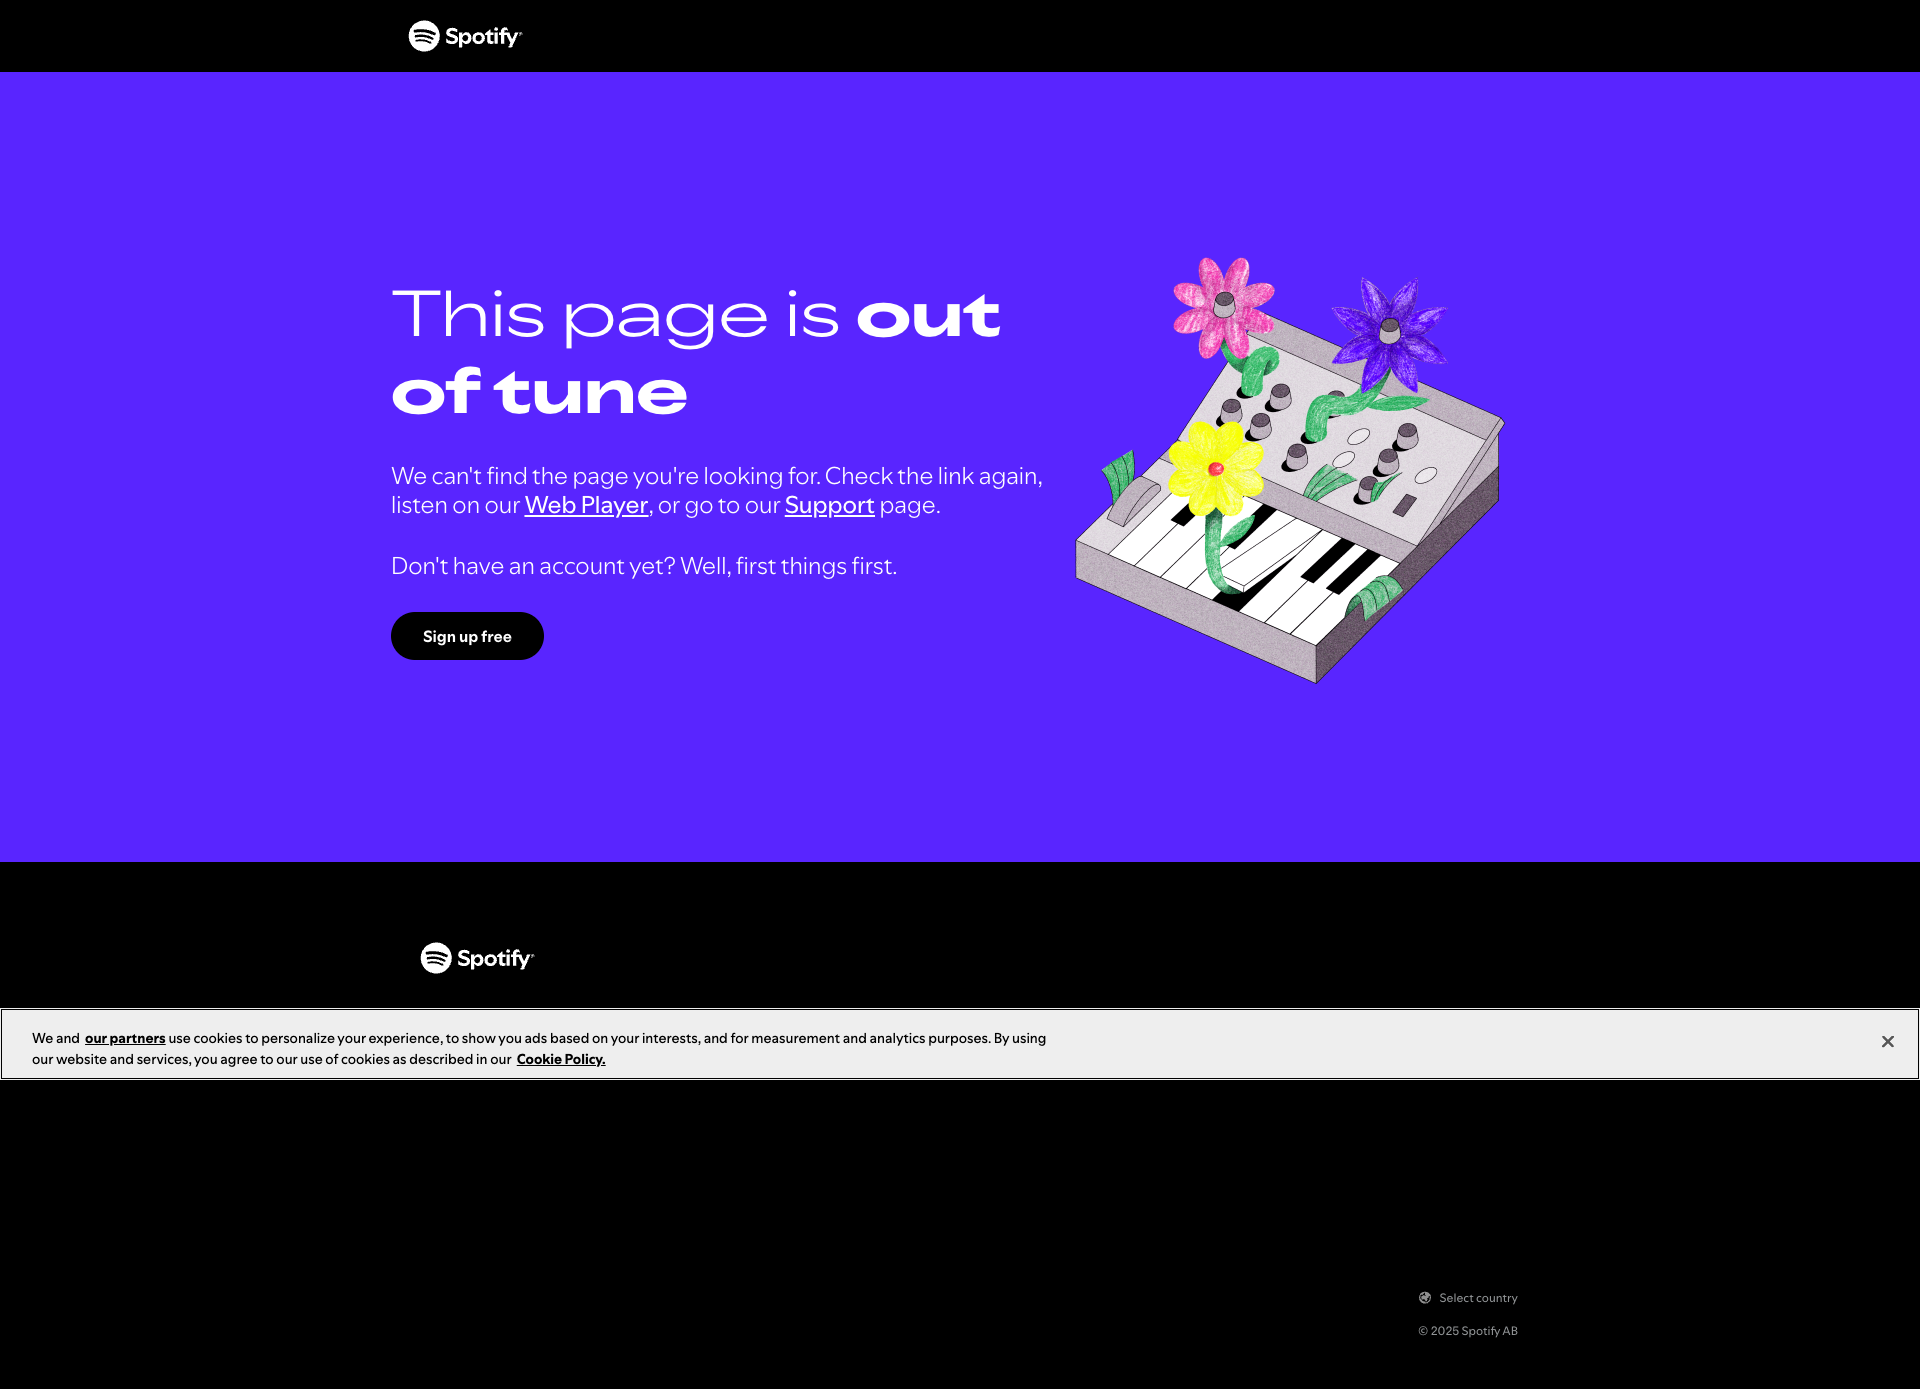 Spotify®
This page is out
of tune
We can't find the page you're looking for. Check the link again,
listen on our Web Player, or go to our Support page.
Don't have an account yet? Well, first things first.
Sign up free
Spotify®
We and our partners use cookies to personalize your experience, to show you ads based on your interests, and for measurement and analytics purposes. By using
our website and services, you agree to our use of cookies as described in our Cookie Policy.
Select country
© 2025 Spotify AB